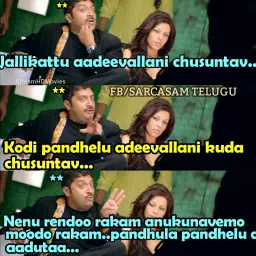 Jallikattu aadeevallani chusuntav..
FB/SARCASAM TELUGU
Kodi pandhelu adeevallani kuda
chusuntav...
Nenu rendoo rakam anukunavemo
moodo rakam..pandhula pandhelu
aadutaa...